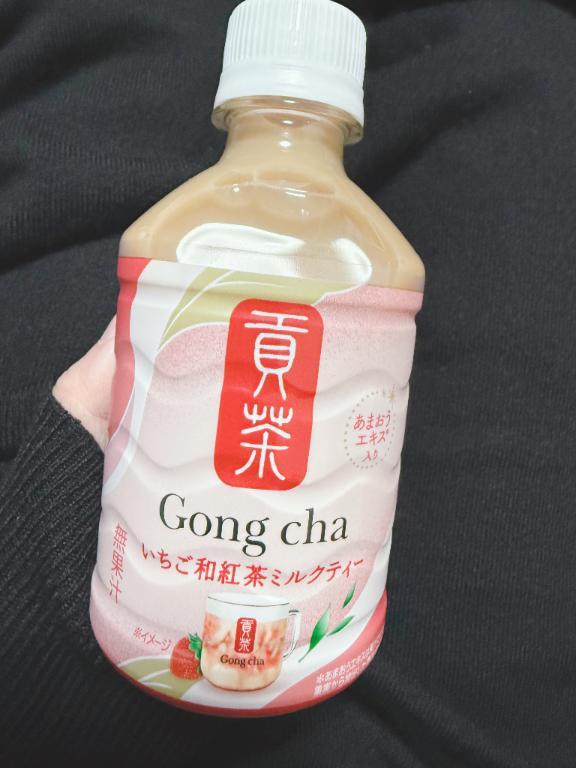 貢茶
あまおう
エキス※
入り
Gong cha
いちご和紅茶ミルクティー
無果汁
※イメージ
貢茶
Gong cha